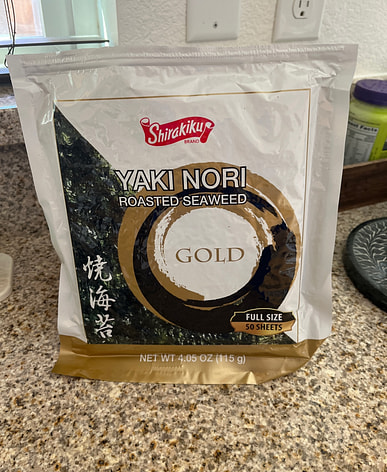 Shirakiku
BRAND
YAKI NORI
ROASTED SEAWEED
GOLD
焼海苔
FULL SIZE
50 SHEETS
NET WT 4.05 OZ (115 g)